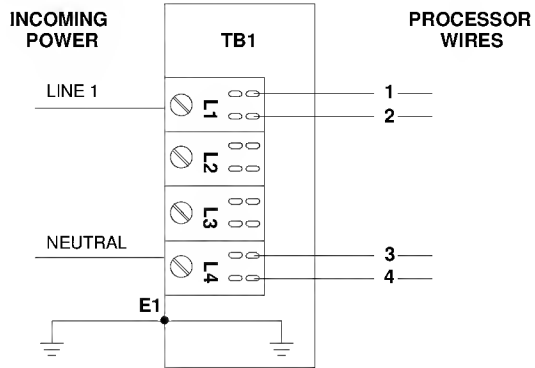 INCOMING
POWER
TB1
PROCESSOR
WIRES
LINE 1
L1
1
2
L2
L3
NEUTRAL
L4
3
4
E1